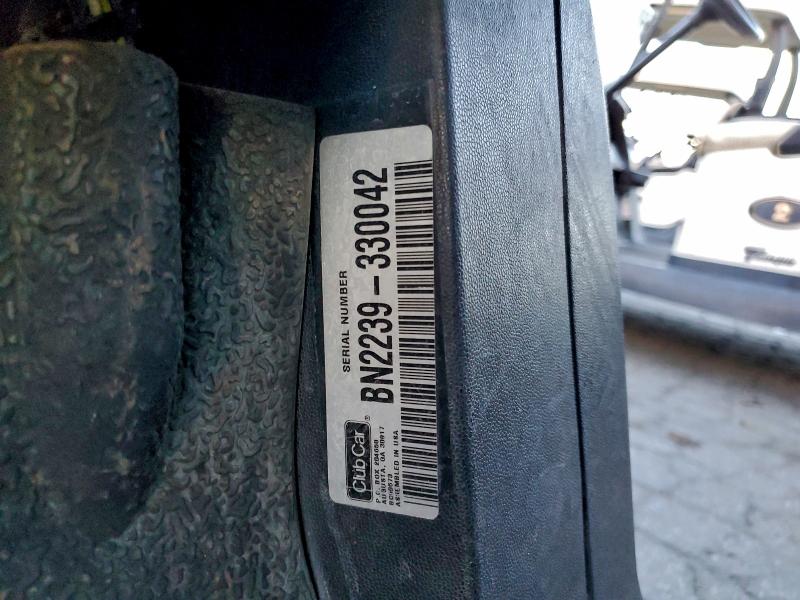 SERIAL NUMBER
BN2239-330042
Club Car®
P.O. BOX 204658
AUGUSTA, GA 30917
ASSEMBLED IN USA